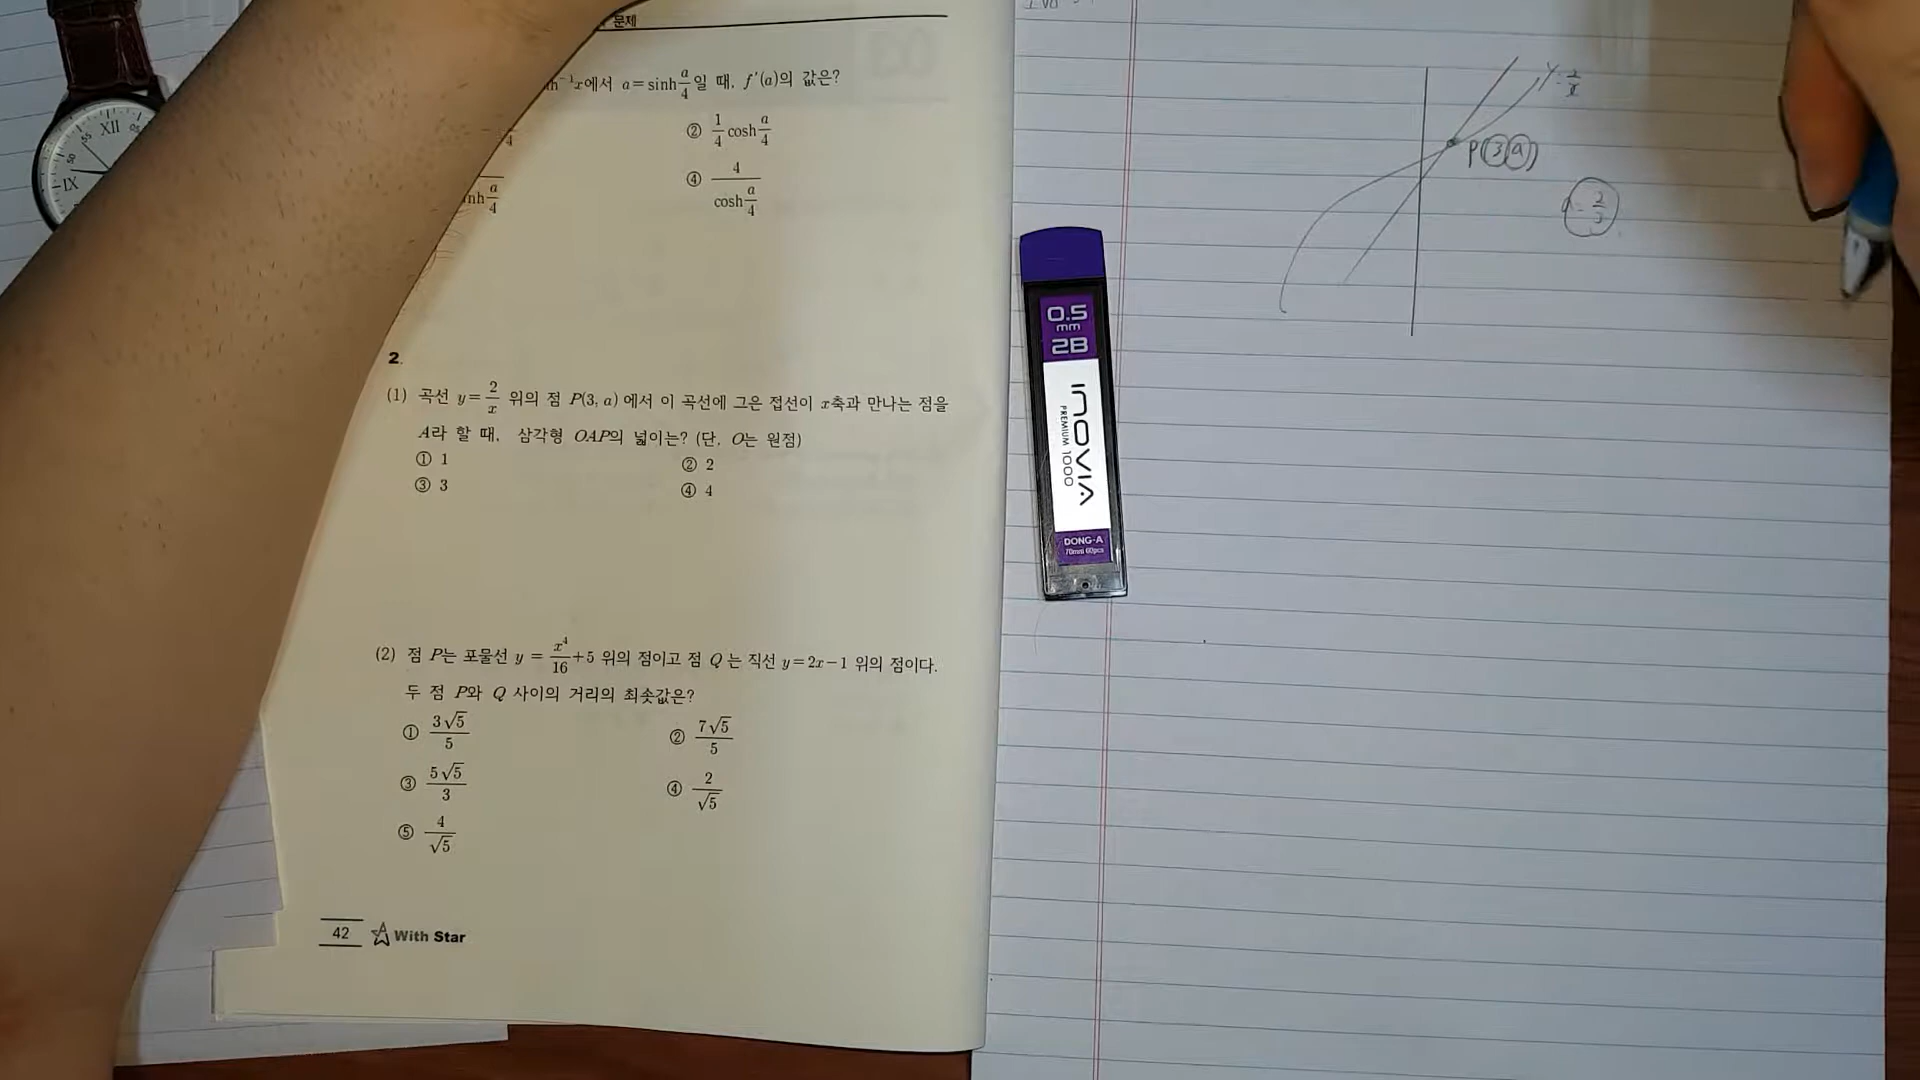 문제
x에서 a=sinh a/4일 때, f′(a)의 값은?
② 1/4 cosh a/4
④ 4/(cosh a/4)
2.
(1) 곡선 y=2/x 위의 점 P(3, a)에서 이 곡선에 그은 접선이 x축과 만나는 점을
A라 할 때, 삼각형 OAP의 넓이는? (단, O는 원점)
① 1
② 2
③ 3
④ 4
(2) 점 P는 포물선 y = x⁴/16+5 위의 점이고 점 Q는 직선 y=2x−1 위의 점이다.
두 점 P와 Q 사이의 거리의 최솟값은?
① 3√5/5
② 7√5/5
③ 5√5/3
④ 2/√5
⑤ 4/√5
42 With Star
XII
IX
50
55
0.5
mm
2B
INOVIA
PREMIUM 1000
DONG-A
70mm 60pcs
P(3, a)
a=2/3